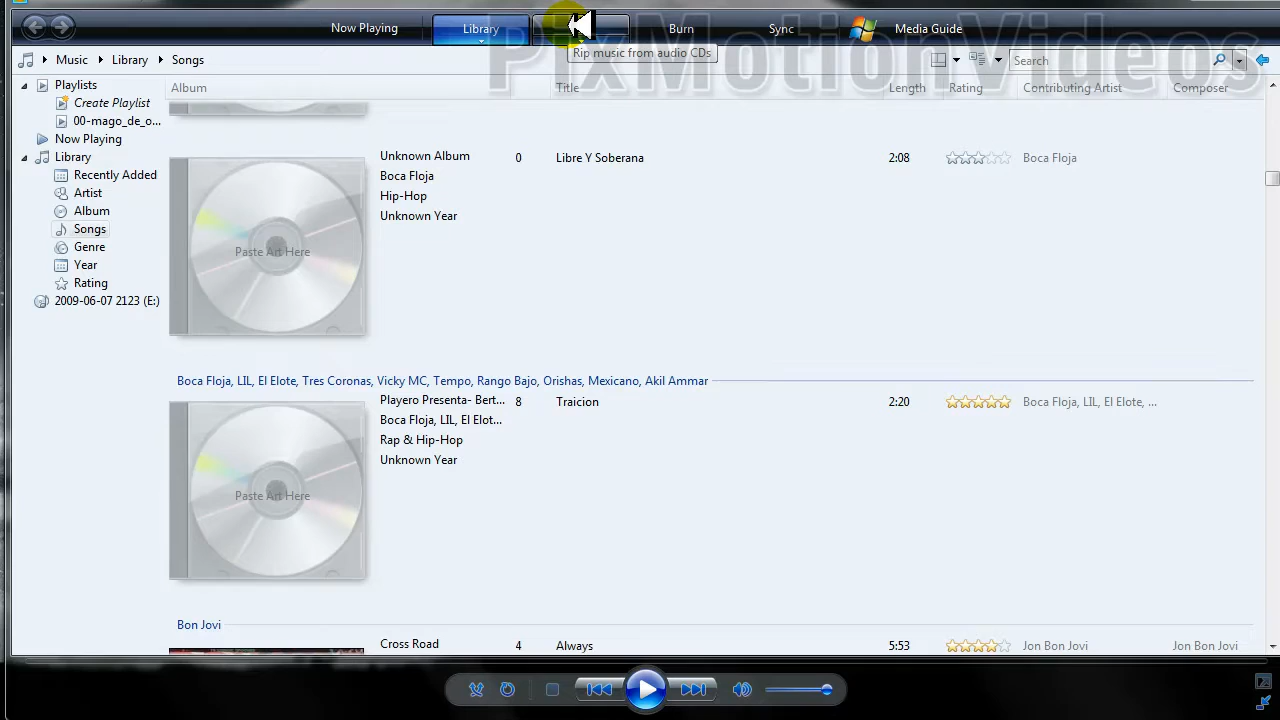 Now Playing
Library
Burn
Sync
Media Guide
PixMotionVideos
Rip music from audio CDs
Music
Library
Songs
Search
Album
Title
Length
Rating
Contributing Artist
Composer
Playlists
Create Playlist
00-mago_de_o...
Now Playing
Library
Recently Added
Artist
Album
Songs
Genre
Year
Rating
2009-06-07 2123 (E:)
Paste Art Here
Unknown Album
0
Libre Y Soberana
2:08
Boca Floja
Boca Floja
Hip-Hop
Unknown Year
Boca Floja, LIL, El Elote, Tres Coronas, Vicky MC, Tempo, Rango Bajo, Orishas, Mexicano, Akil Ammar
Paste Art Here
Playero Presenta- Bert...
8
Traicion
2:20
Boca Floja, LIL, El Elote, ...
Boca Floja, LIL, El Elot...
Rap & Hip-Hop
Unknown Year
Bon Jovi
Cross Road
4
Always
5:53
Jon Bon Jovi
Jon Bon Jovi